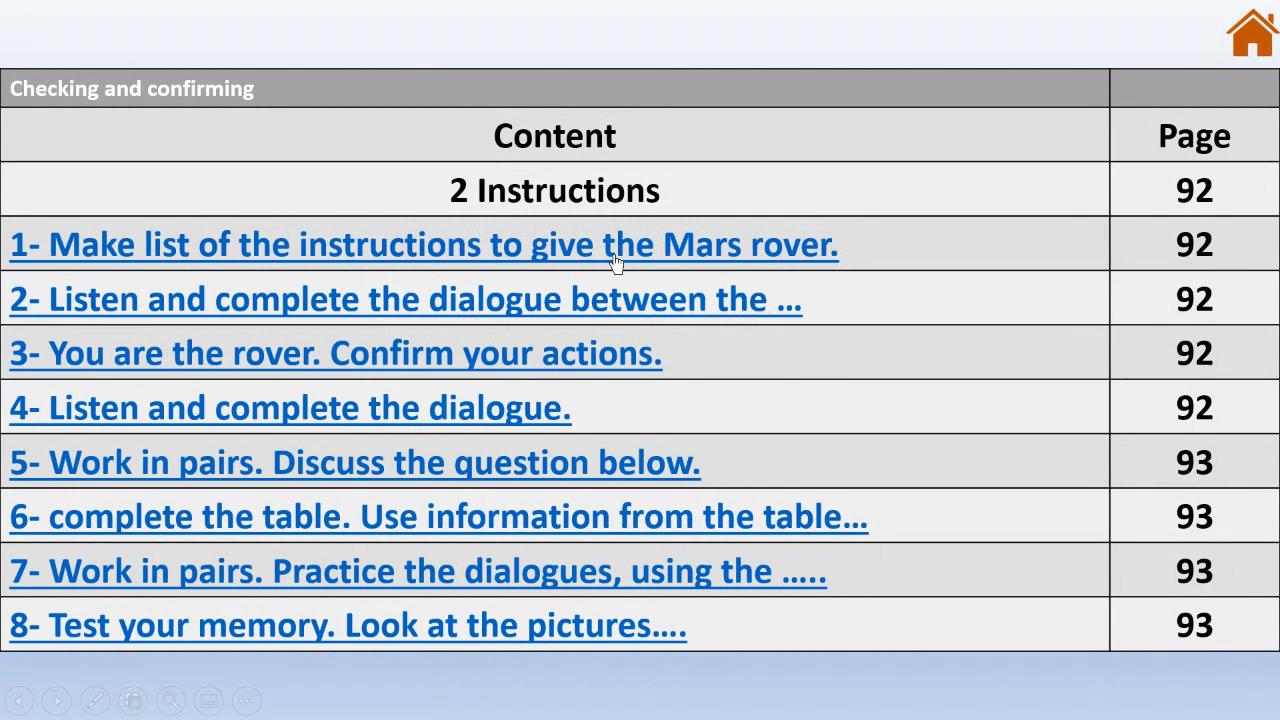 Checking and confirming
Content Page
2 Instructions 92
1- Make list of the instructions to give the Mars rover. 92
2- Listen and complete the dialogue between the ... 92
3- You are the rover. Confirm your actions. 92
4- Listen and complete the dialogue. 92
5- Work in pairs. Discuss the question below. 93
6- complete the table. Use information from the table... 93
7- Work in pairs. Practice the dialogues, using the ..... 93
8- Test your memory. Look at the pictures.... 93